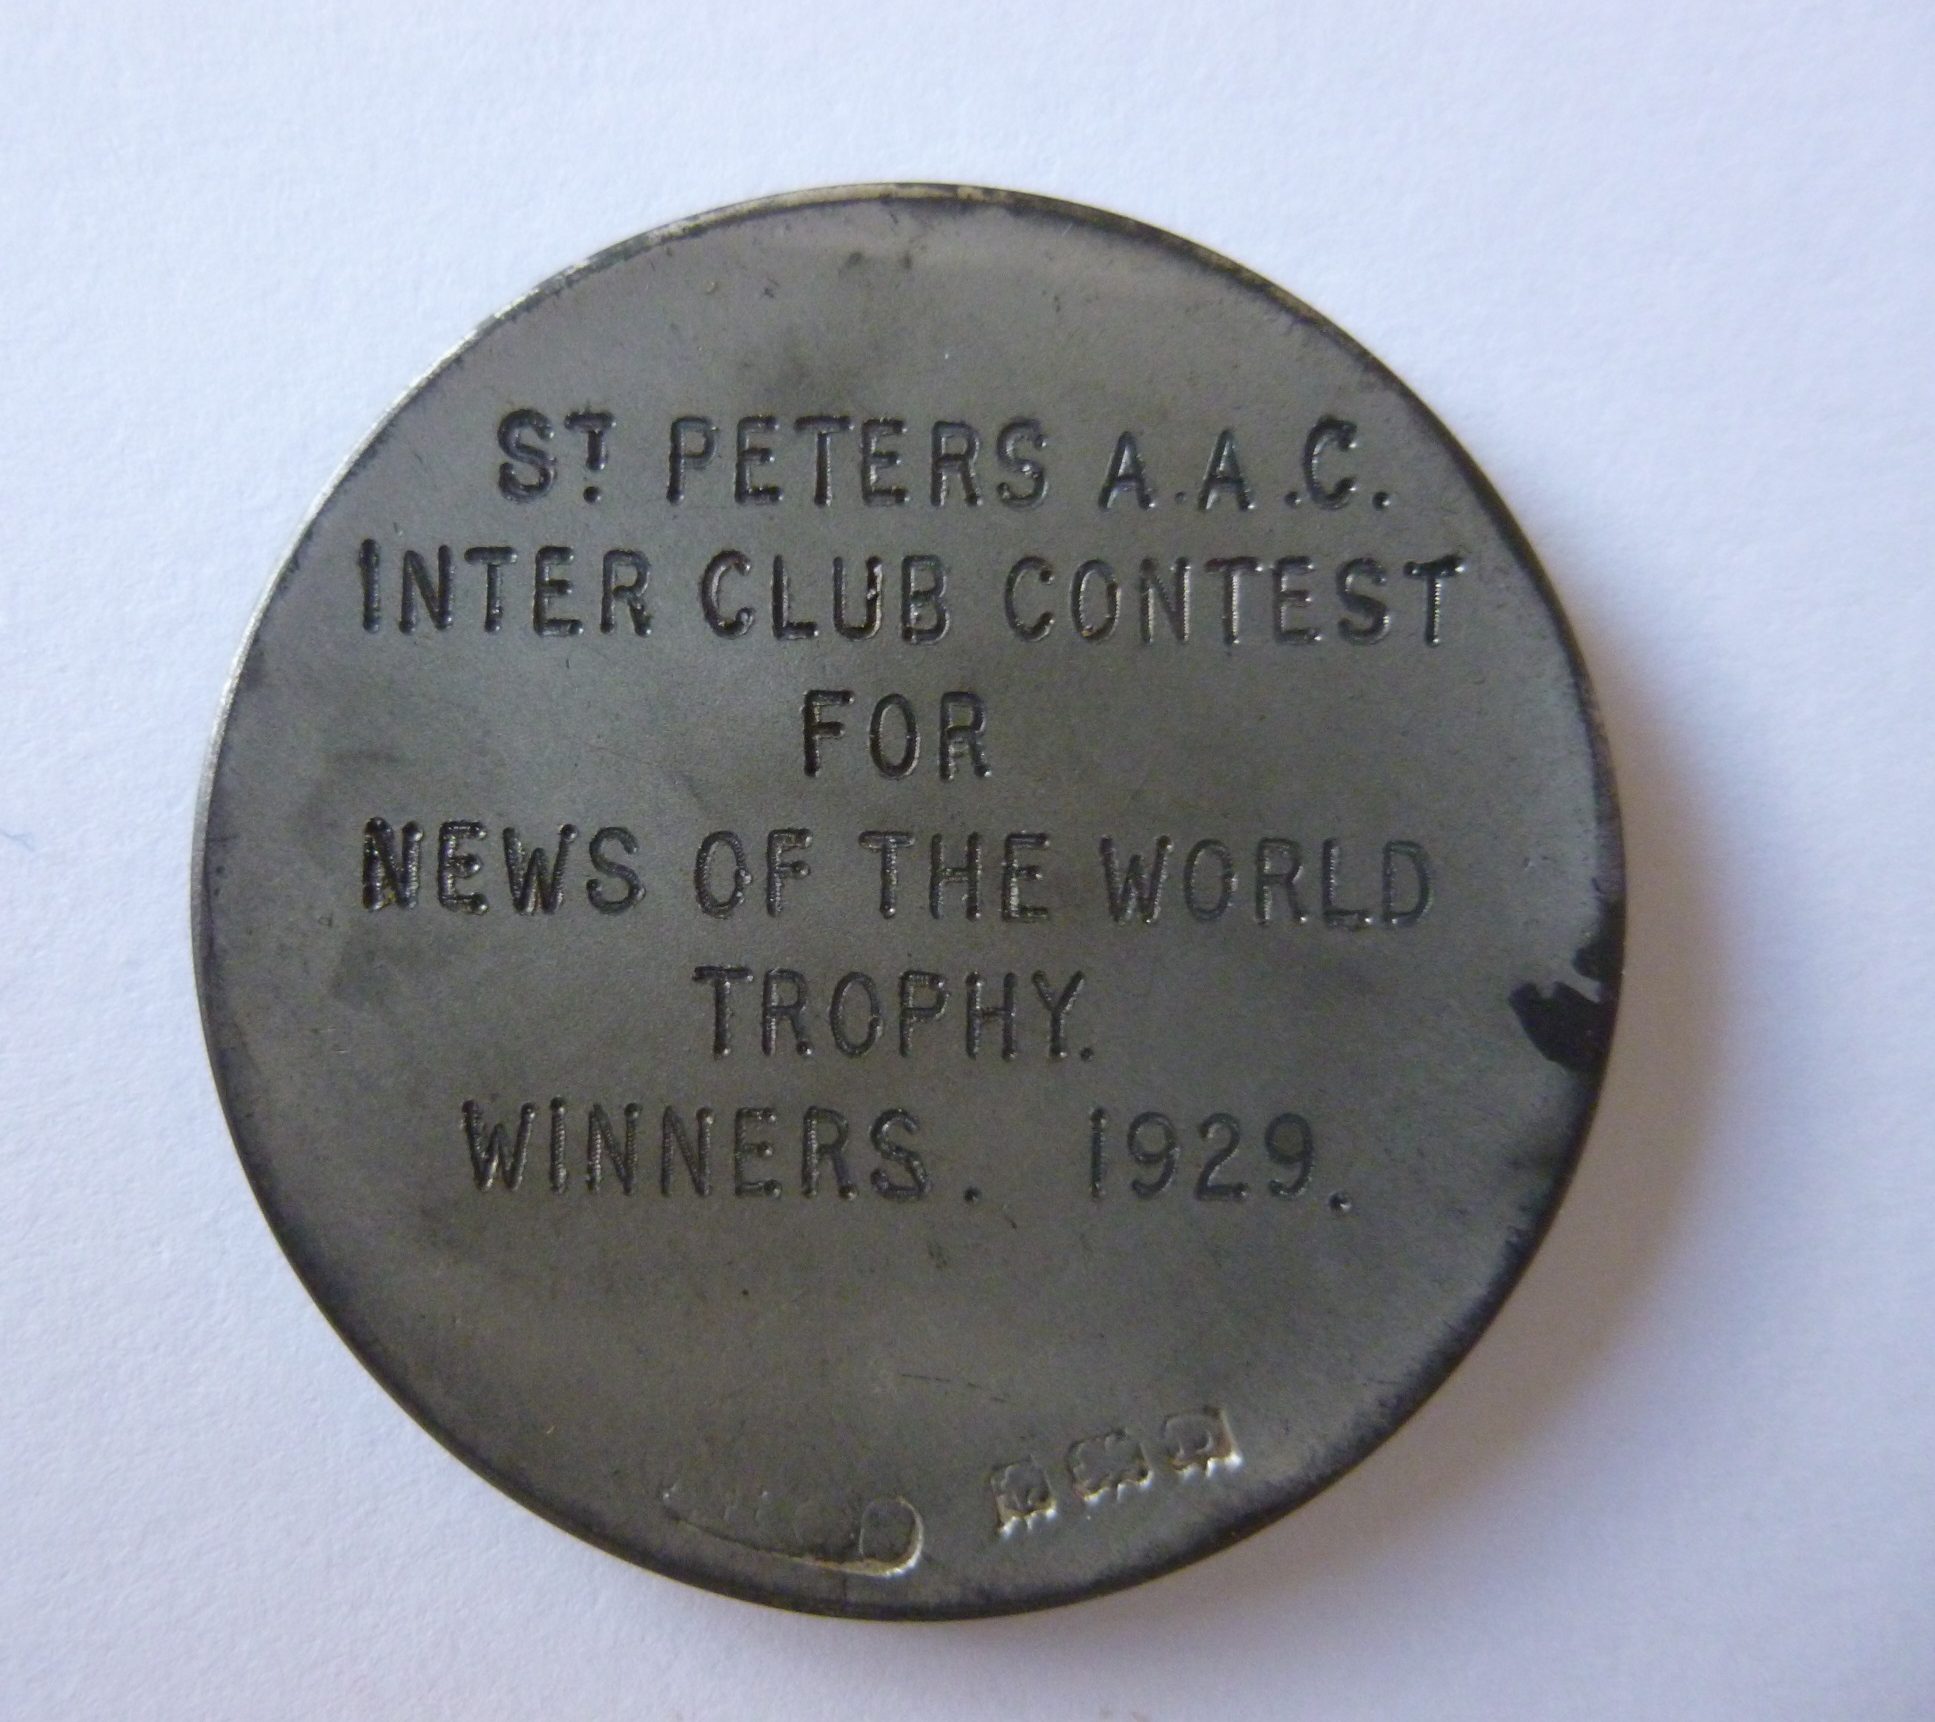 ST PETERS A.A.C.
INTER CLUB CONTEST
FOR
NEWS OF THE WORLD
TROPHY.
WINNERS. 1929.